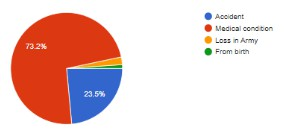 73.2%
23.5%
Accident
Medical condition
Loss in Army
From birth